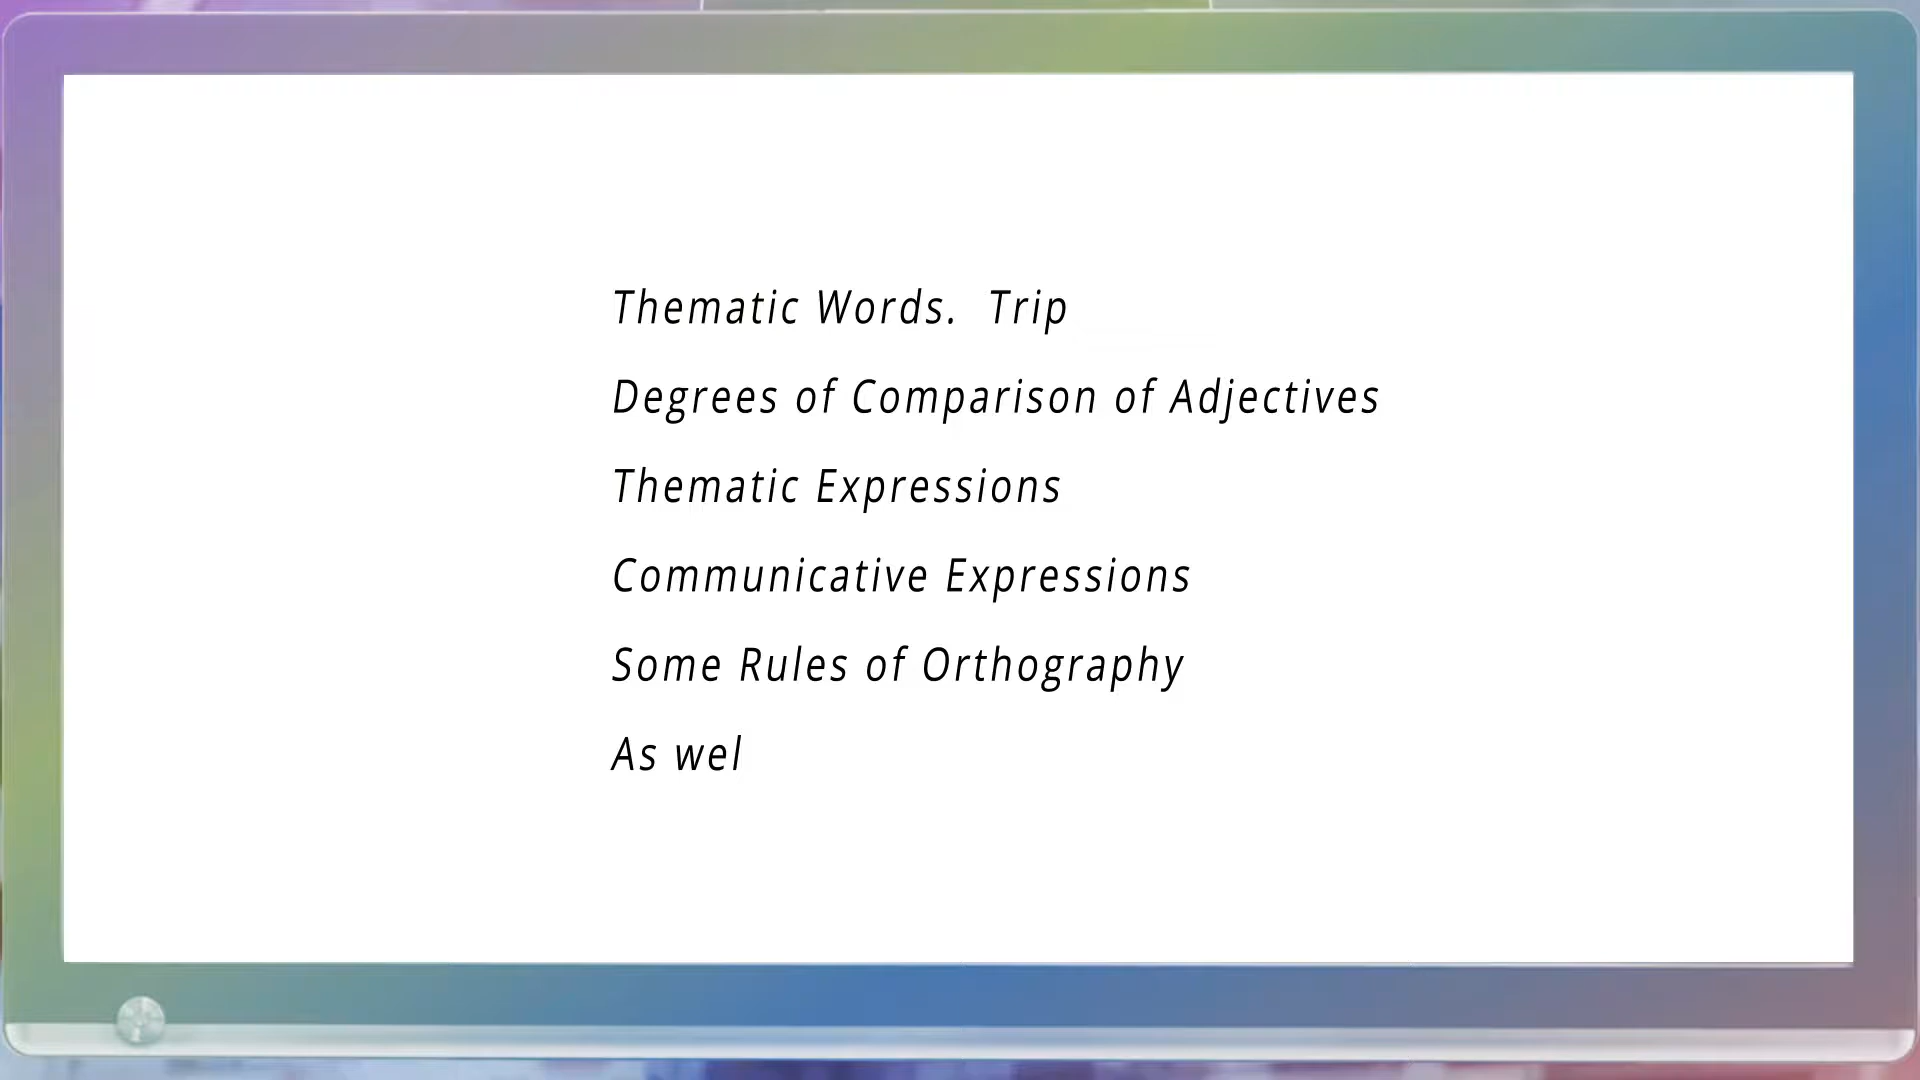 Thematic Words. Trip
Degrees of Comparison of Adjectives
Thematic Expressions
Communicative Expressions
Some Rules of Orthography
As wel